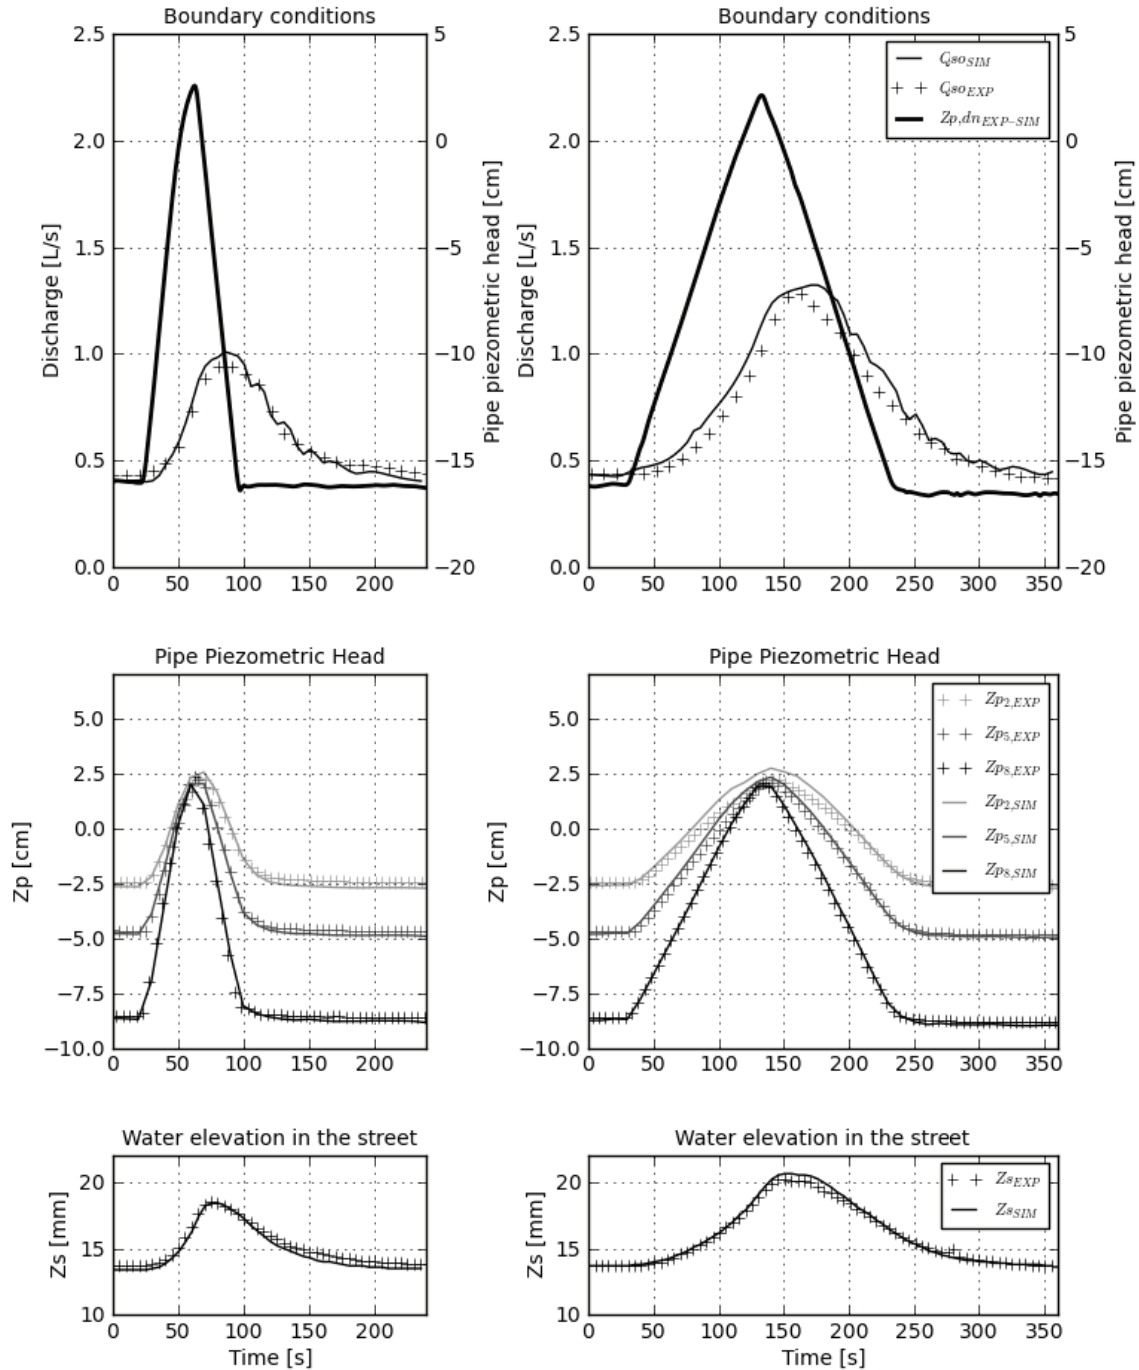 Boundary conditions
2.5
2.0
1.5
1.0
0.5
0.0
Discharge [L/s]
5
0
−5
−10
−15
−20
Pipe piezometric head [cm]
0 50 100 150 200
Boundary conditions
2.5
2.0
1.5
1.0
0.5
0.0
Discharge [L/s]
QsoSIM
QsoEXP
Zp,dnEXP−SIM
5
0
−5
−10
−15
−20
Pipe piezometric head [cm]
0 50 100 150 200 250 300 350
Pipe Piezometric Head
5.0
2.5
0.0
−2.5
−5.0
−7.5
−10.0
Zp [cm]
0 50 100 150 200
Pipe Piezometric Head
5.0
2.5
0.0
−2.5
−5.0
−7.5
−10.0
Zp [cm]
Zp2,EXP
Zp5,EXP
Zp8,EXP
Zp2,SIM
Zp5,SIM
Zp8,SIM
0 50 100 150 200 250 300 350
Water elevation in the street
20
15
10
Zs [mm]
0 50 100 150 200
Time [s]
Water elevation in the street
20
15
10
Zs [mm]
ZsEXP
ZsSIM
0 50 100 150 200 250 300 350
Time [s]